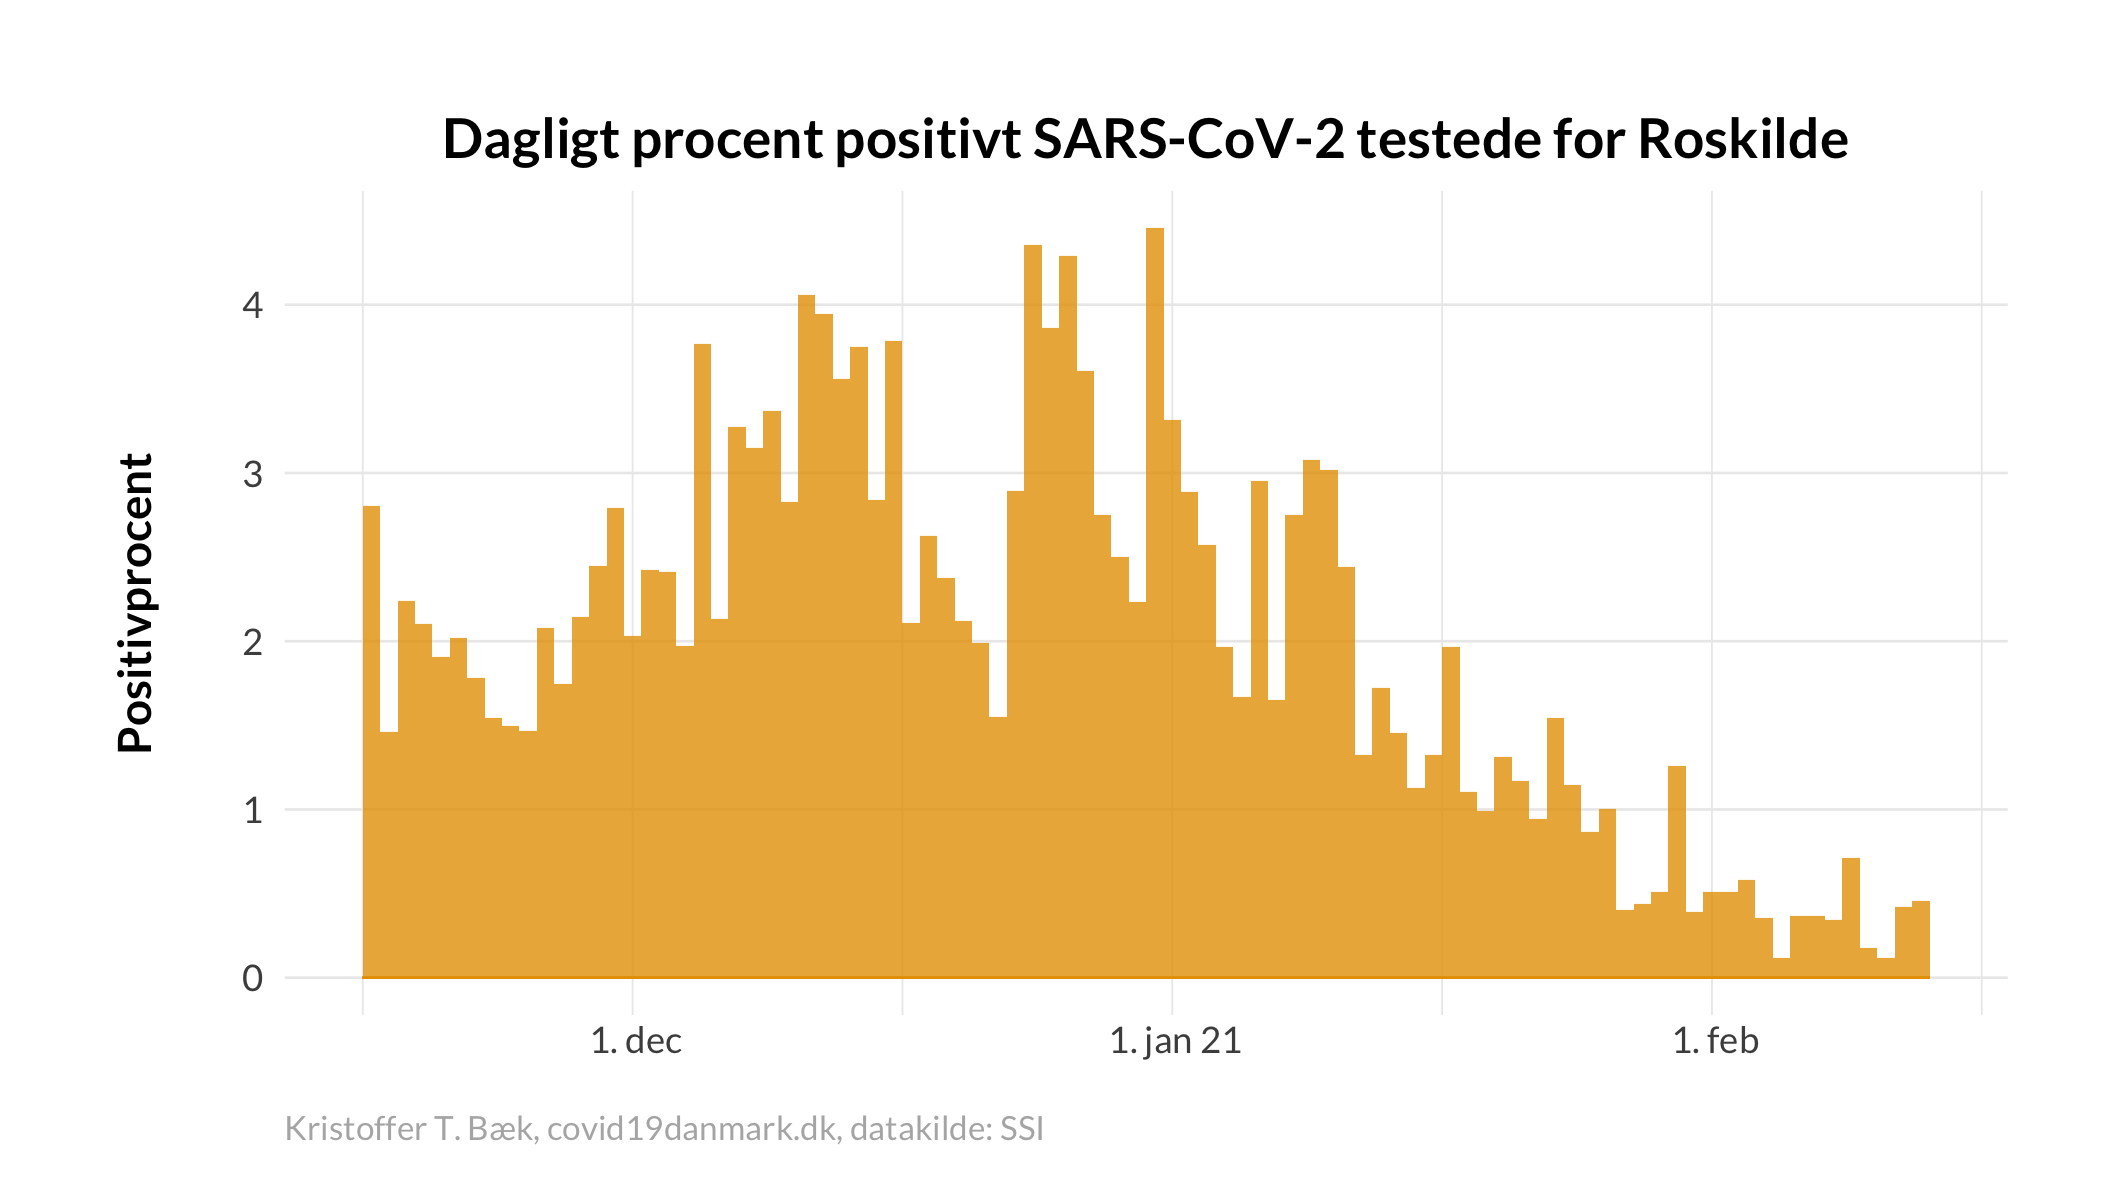 Dagligt procent positivt SARS-CoV-2 testede for Roskilde
Positivprocent
4
3
2
1
0
1. dec
1. jan 21
1. feb
Kristoffer T. Bæk, covid19danmark.dk, datakilde: SSI